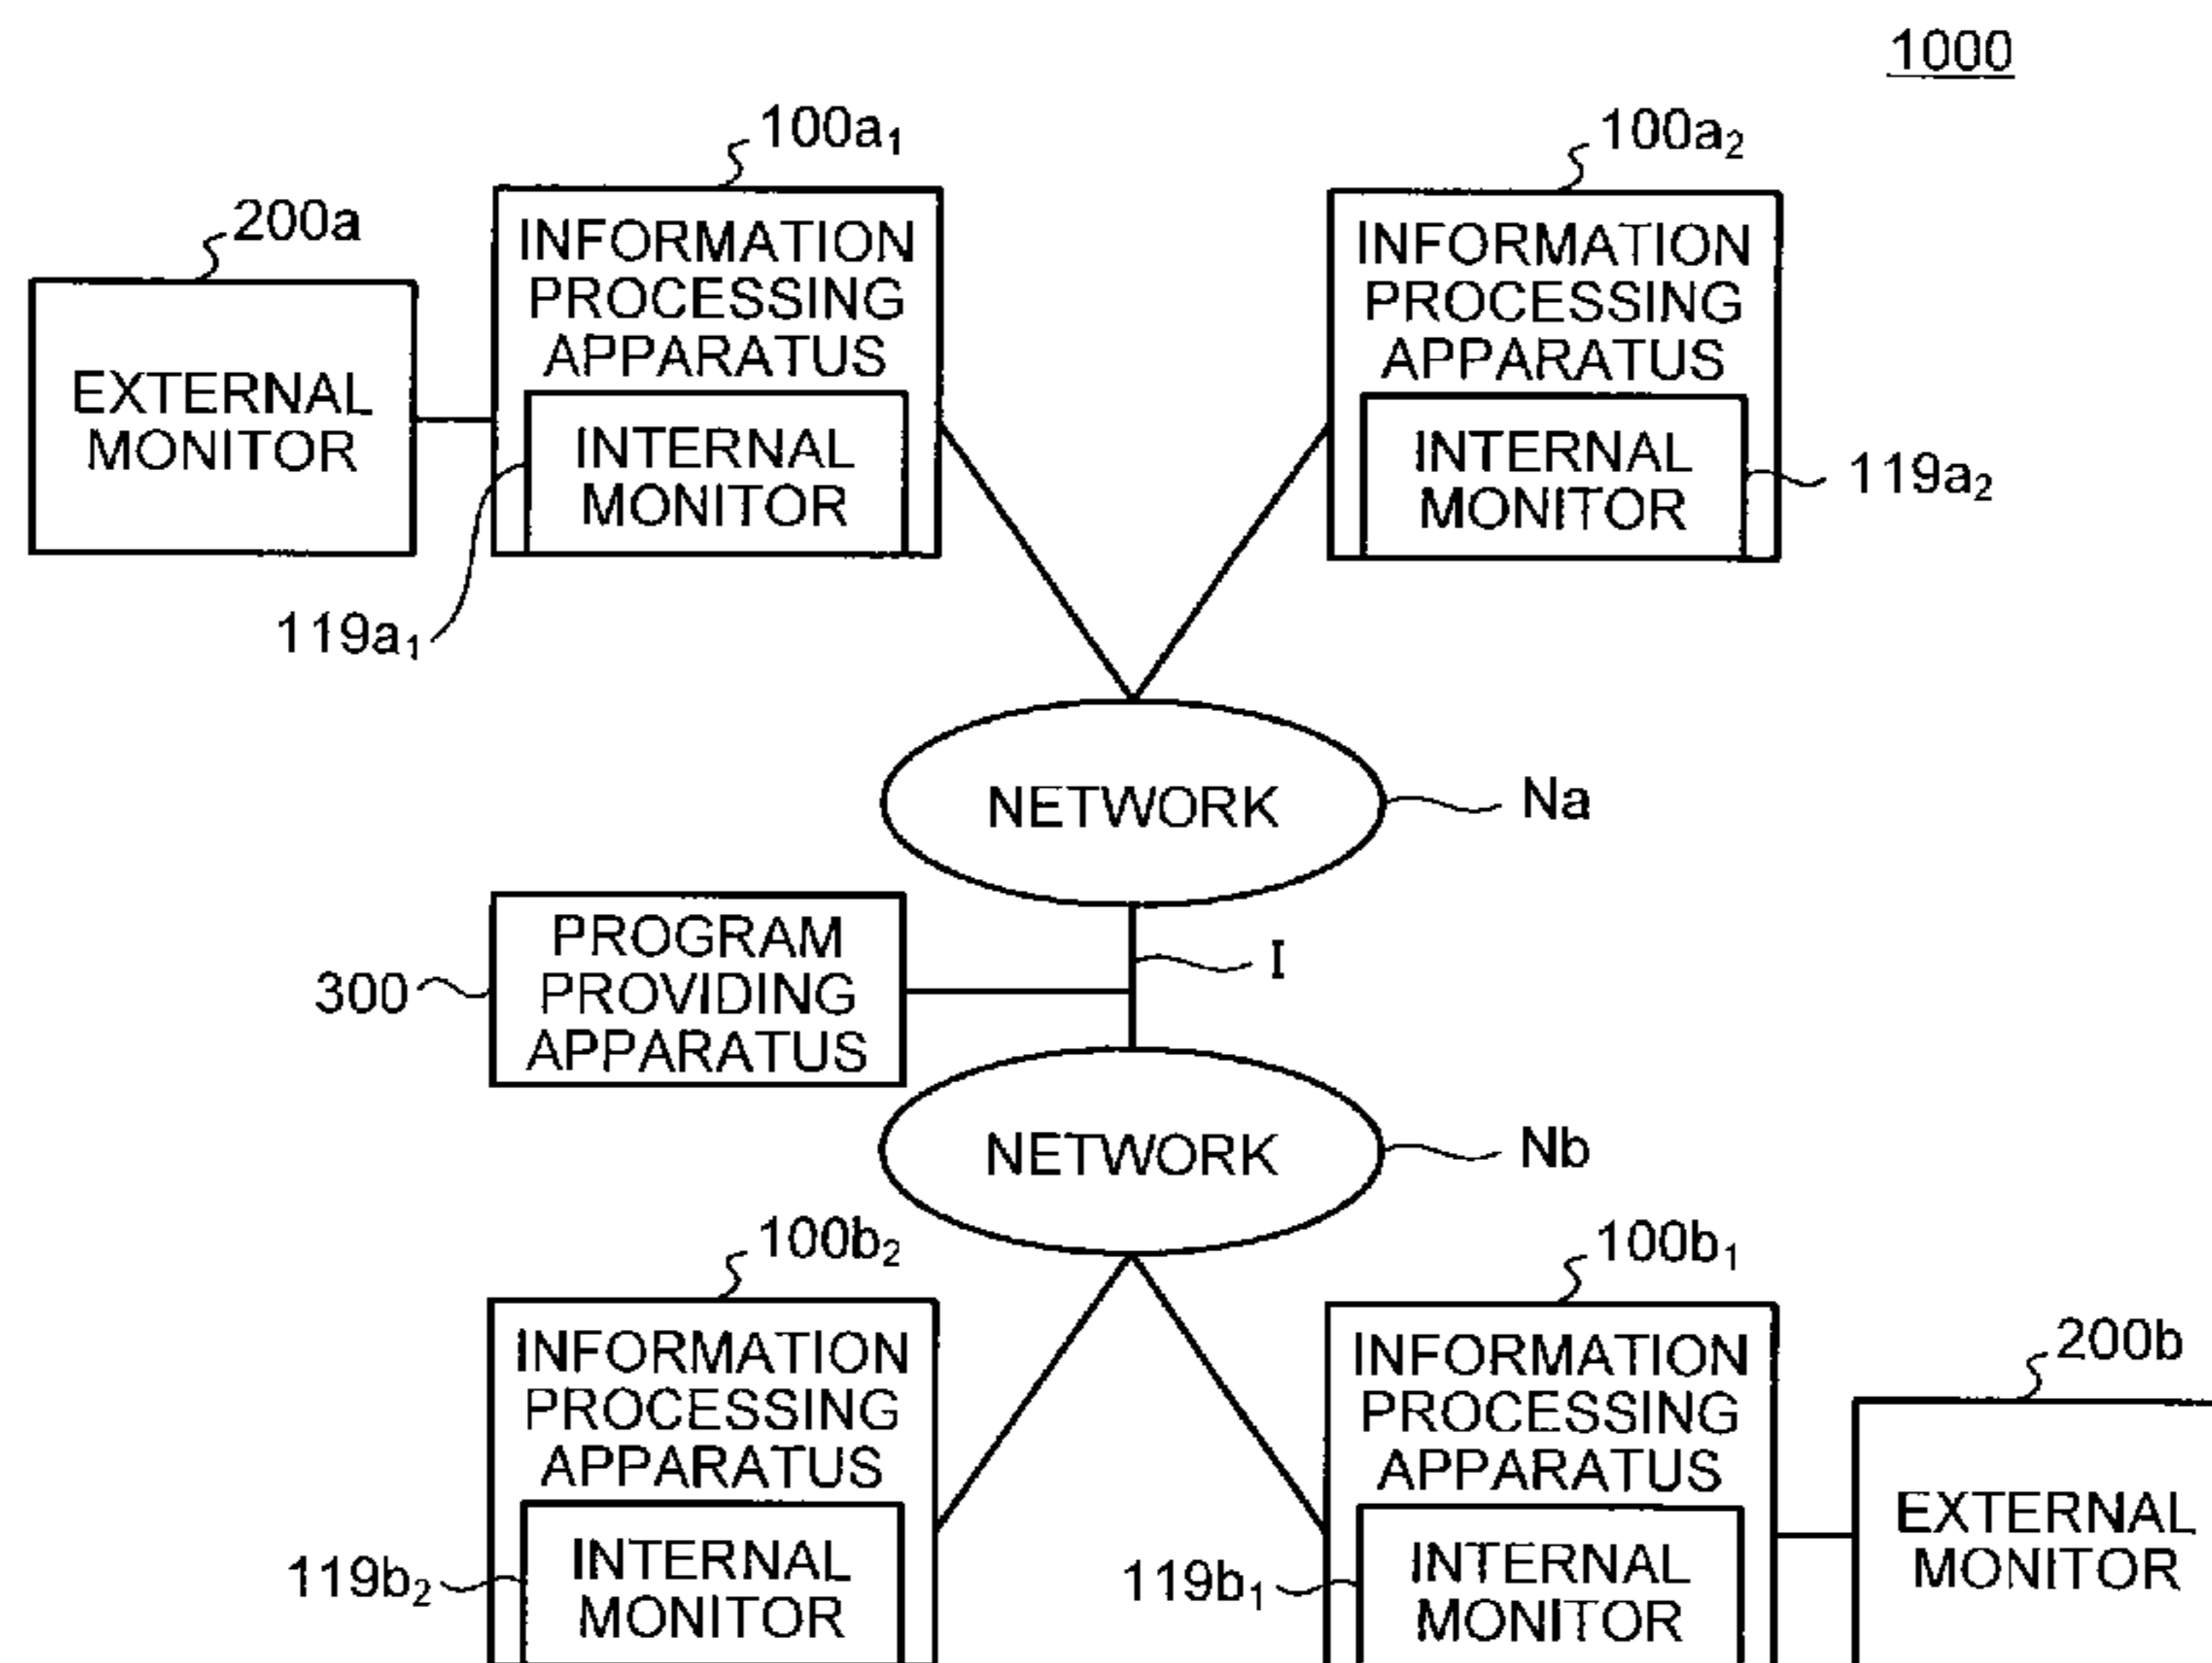 1000
100a₁
100a₂
200a
INFORMATION
PROCESSING
APPARATUS
INFORMATION
PROCESSING
APPARATUS
EXTERNAL
MONITOR
INTERNAL
MONITOR
INTERNAL
MONITOR
119a₂
119a₁
NETWORK
Na
PROGRAM
PROVIDING
APPARATUS
300
I
NETWORK
Nb
100b₂
100b₁
200b
INFORMATION
PROCESSING
APPARATUS
INFORMATION
PROCESSING
APPARATUS
EXTERNAL
MONITOR
119b₂
INTERNAL
MONITOR
119b₁
INTERNAL
MONITOR